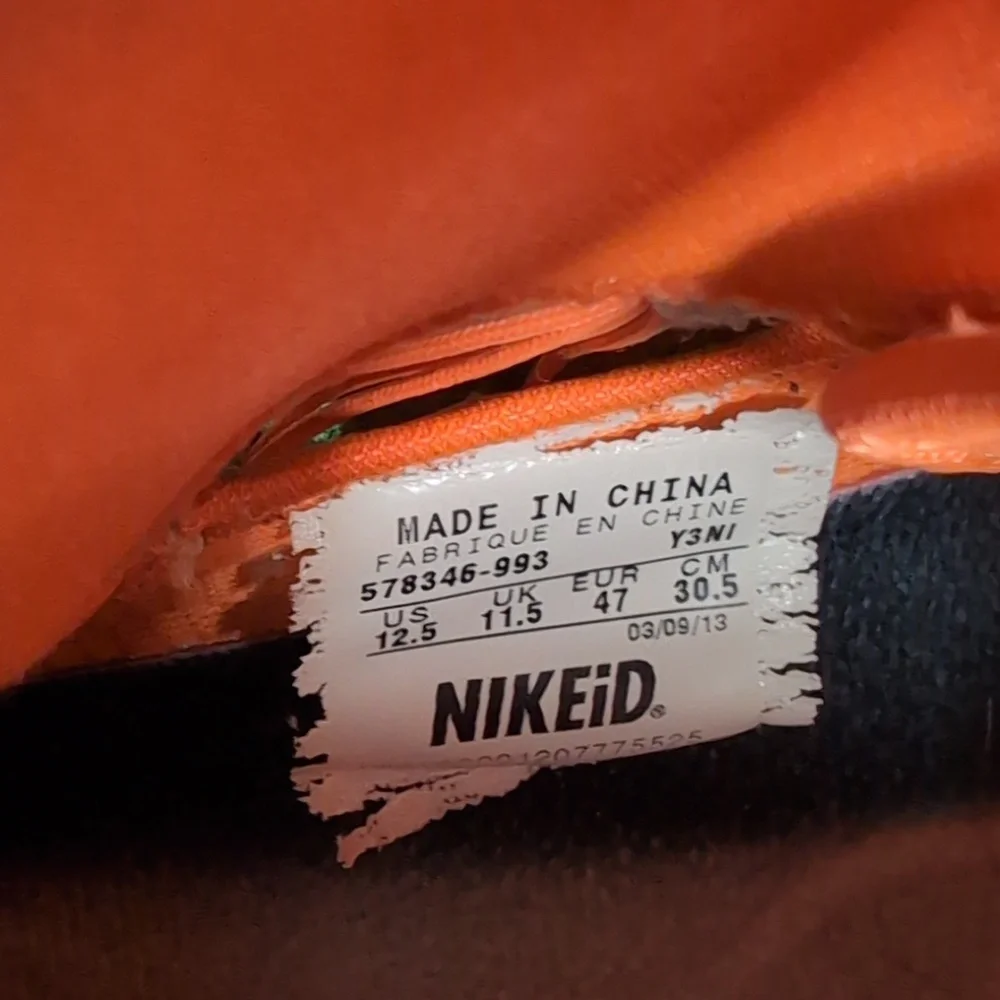 MADE IN CHINA
FABRIQUE EN CHINE
578346-993 Y3NI
US UK EUR CM
12.5 11.5 47 30.5
03/09/13
NIKEiD®